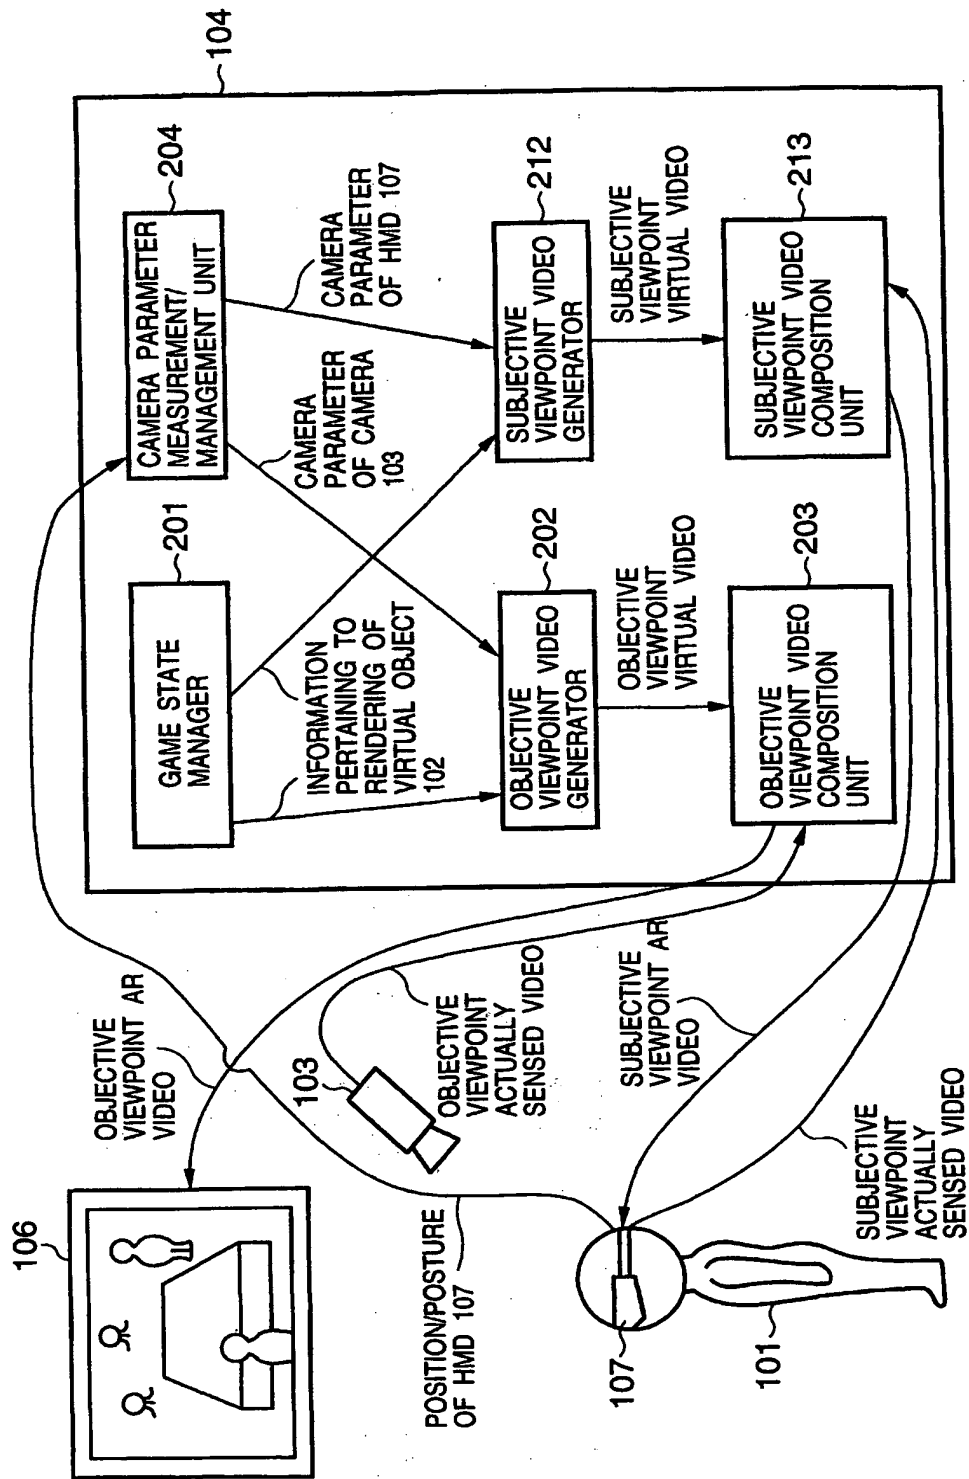 104
204
CAMERA PARAMETER
MEASUREMENT/
MANAGEMENT UNIT
201
GAME STATE
MANAGER
CAMERA
PARAMETER
OF HMD 107
CAMERA
PARAMETER
OF CAMERA
103
INFORMATION
PERTAINING TO
RENDERING OF
VIRTUAL OBJECT
102
212
SUBJECTIVE
VIEWPOINT VIDEO
GENERATOR
202
OBJECTIVE
VIEWPOINT VIDEO
GENERATOR
SUBJECTIVE
VIEWPOINT
VIRTUAL VIDEO
OBJECTIVE
VIEWPOINT
VIRTUAL VIDEO
213
SUBJECTIVE
VIEWPOINT VIDEO
COMPOSITION
UNIT
203
OBJECTIVE
VIEWPOINT VIDEO
COMPOSITION
UNIT
OBJECTIVE
VIEWPOINT AR
VIDEO
103
OBJECTIVE
VIEWPOINT
ACTUALLY
SENSED VIDEO
SUBJECTIVE
VIEWPOINT AR
VIDEO
SUBJECTIVE
VIEWPOINT
ACTUALLY
SENSED VIDEO
106
POSITION/POSTURE
OF HMD 107
107
101